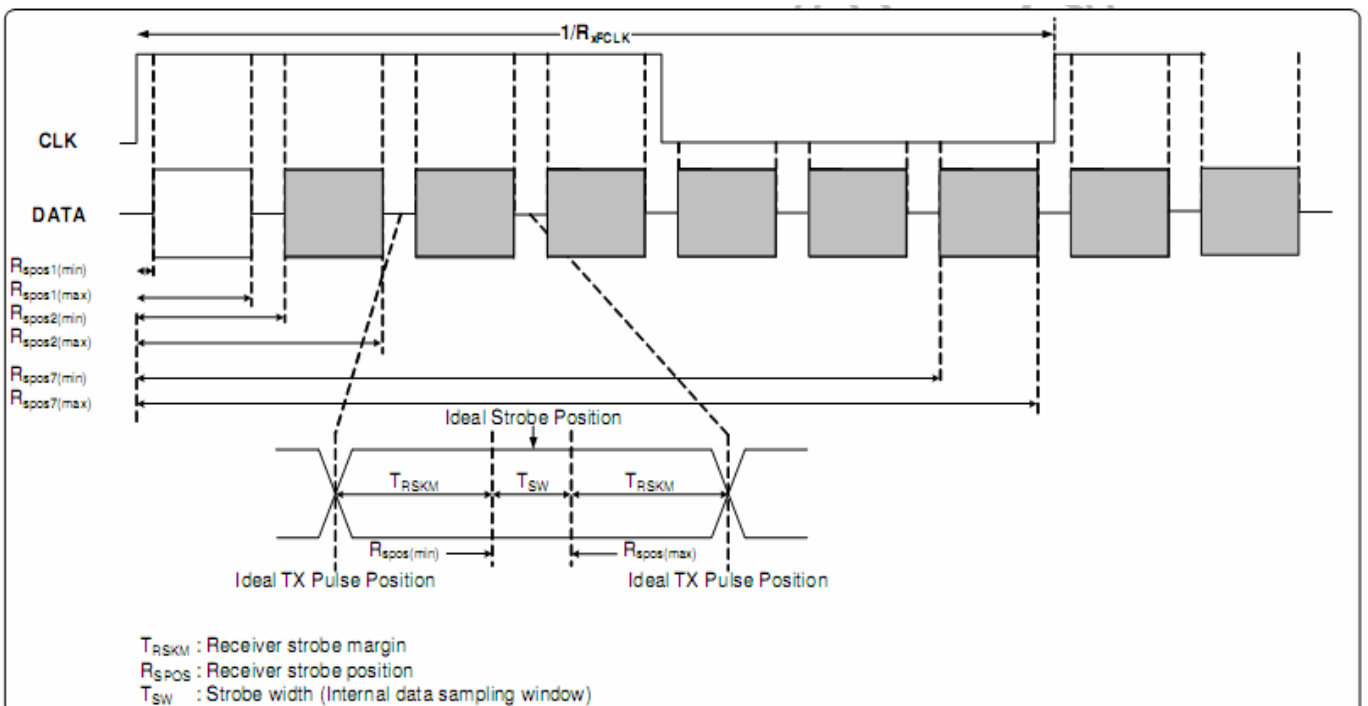 1/RxFCLK
CLK
DATA
Rspos1(min)
Rspos1(max)
Rspos2(min)
Rspos2(max)
Rspos7(min)
Rspos7(max)
Ideal Strobe Position
TRSKM TSW TRSKM
Rspos(min) Rspos(max)
Ideal TX Pulse Position Ideal TX Pulse Position
TRSKM : Receiver strobe margin
RSPOS : Receiver strobe position
TSW : Strobe width (Internal data sampling window)